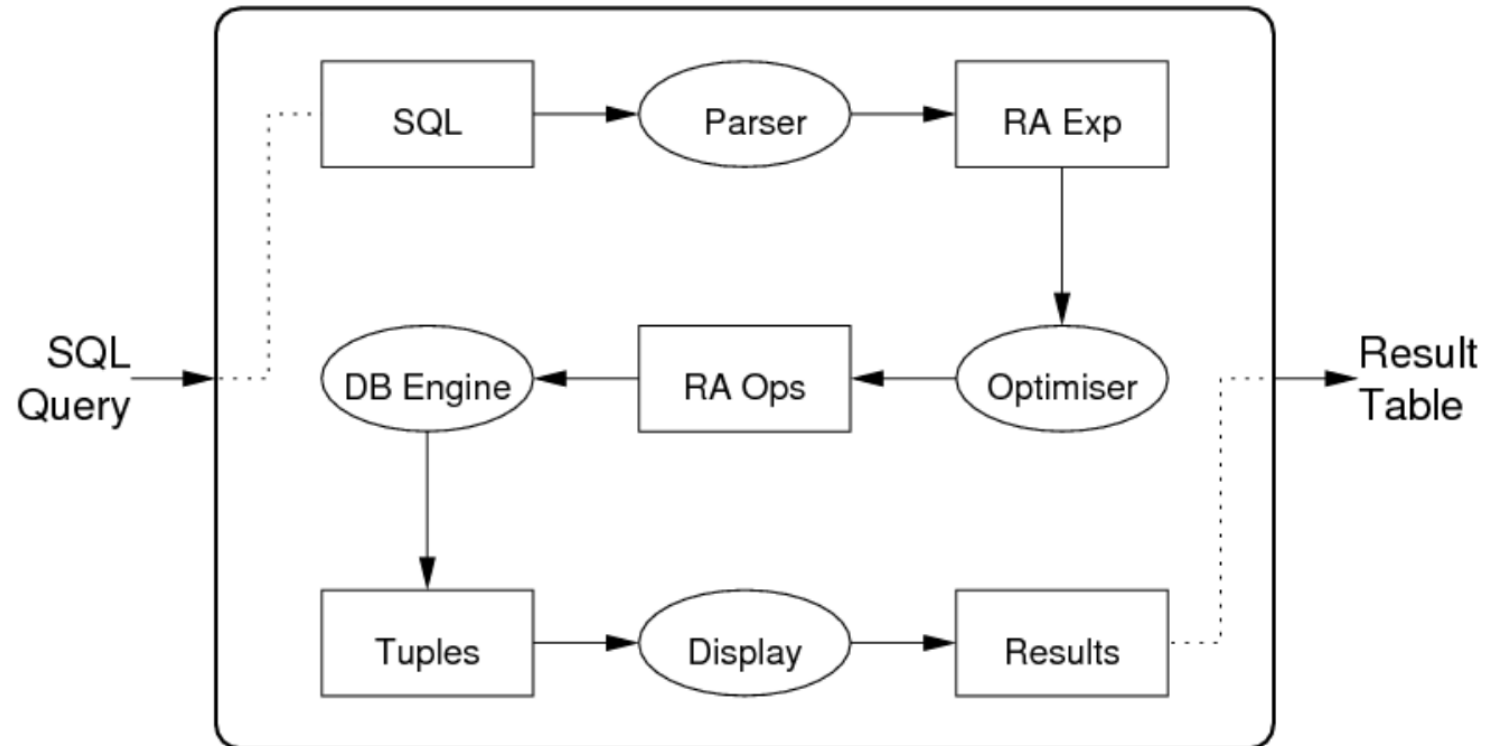 SQL
Parser
RA Exp
SQL
Query
DB Engine
RA Ops
Optimiser
Result
Table
Tuples
Display
Results